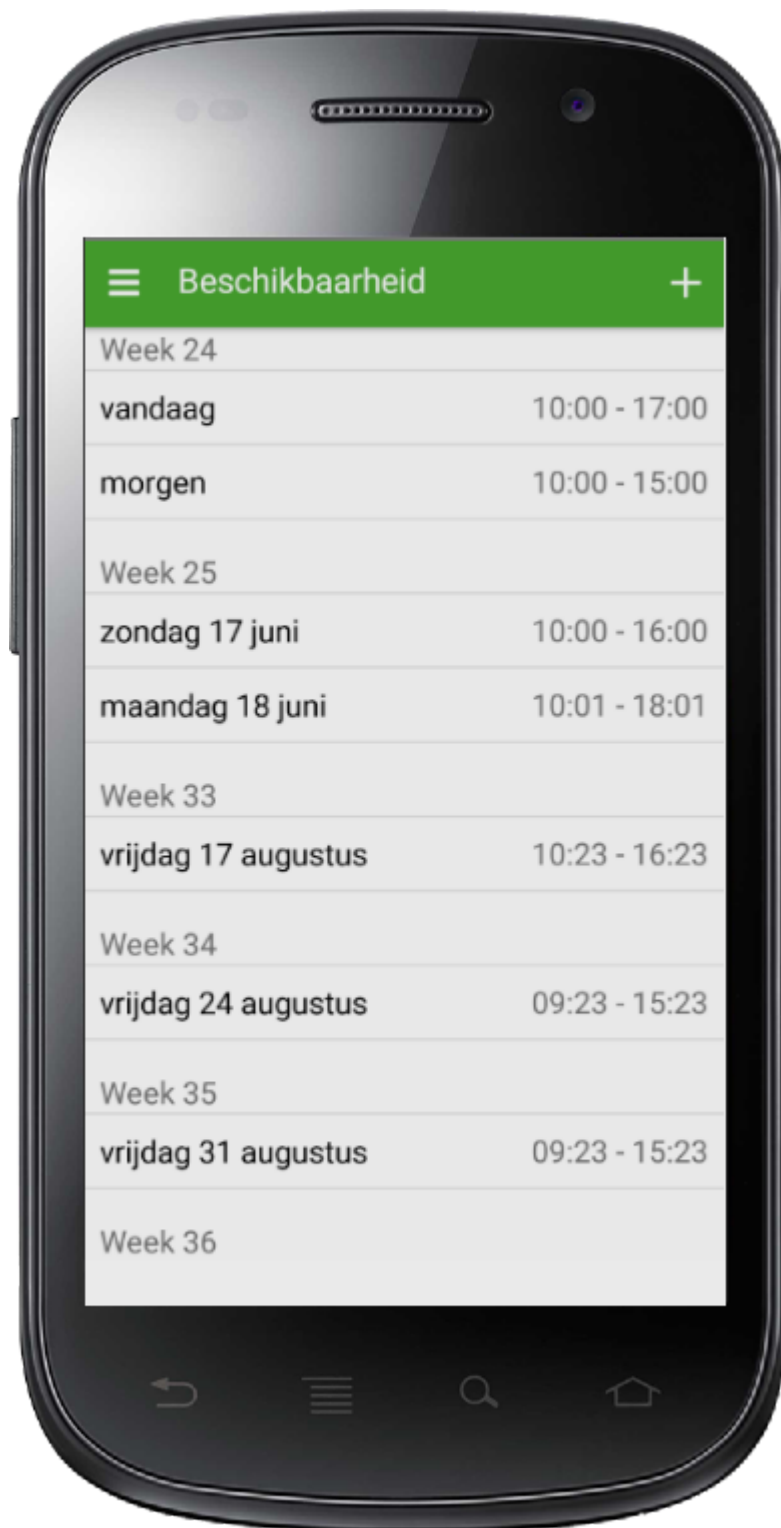 Beschikbaarheid
Week 24
vandaag 10:00 - 17:00
morgen 10:00 - 15:00
Week 25
zondag 17 juni 10:00 - 16:00
maandag 18 juni 10:01 - 18:01
Week 33
vrijdag 17 augustus 10:23 - 16:23
Week 34
vrijdag 24 augustus 09:23 - 15:23
Week 35
vrijdag 31 augustus 09:23 - 15:23
Week 36